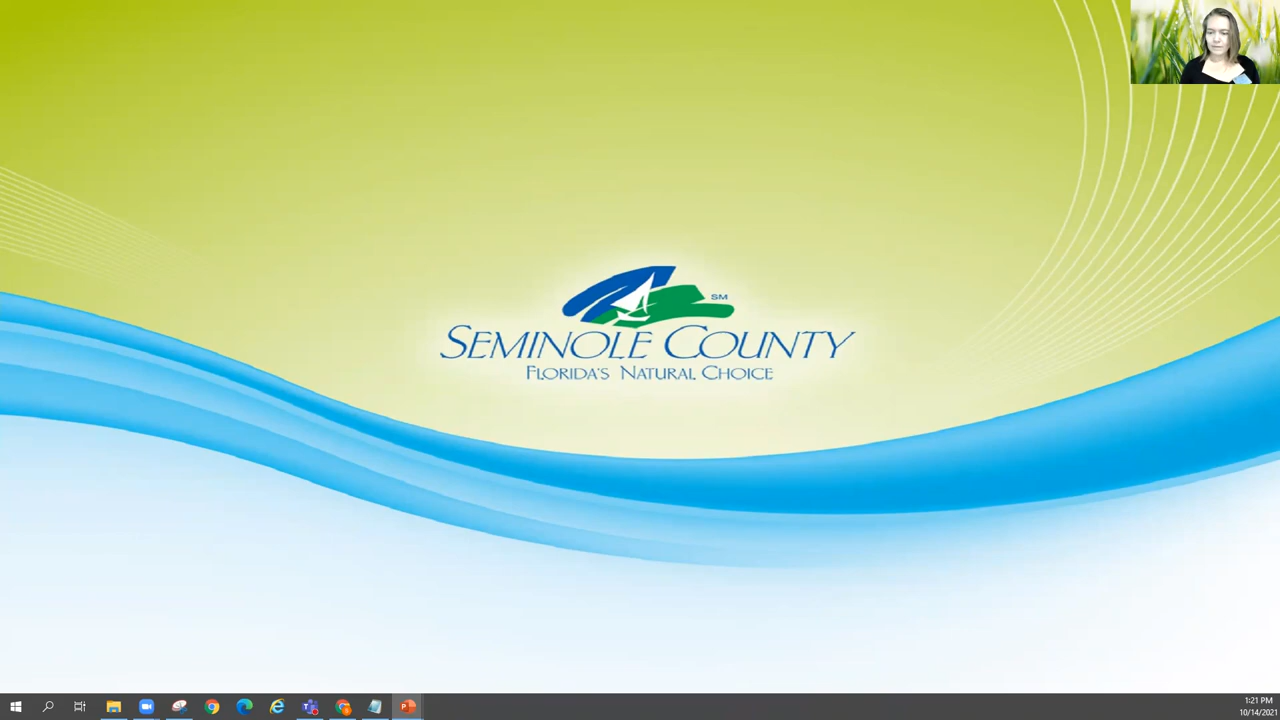 SM
SEMINOLE COUNTY
FLORIDA'S NATURAL CHOICE
1:21 PM
10/14/2021